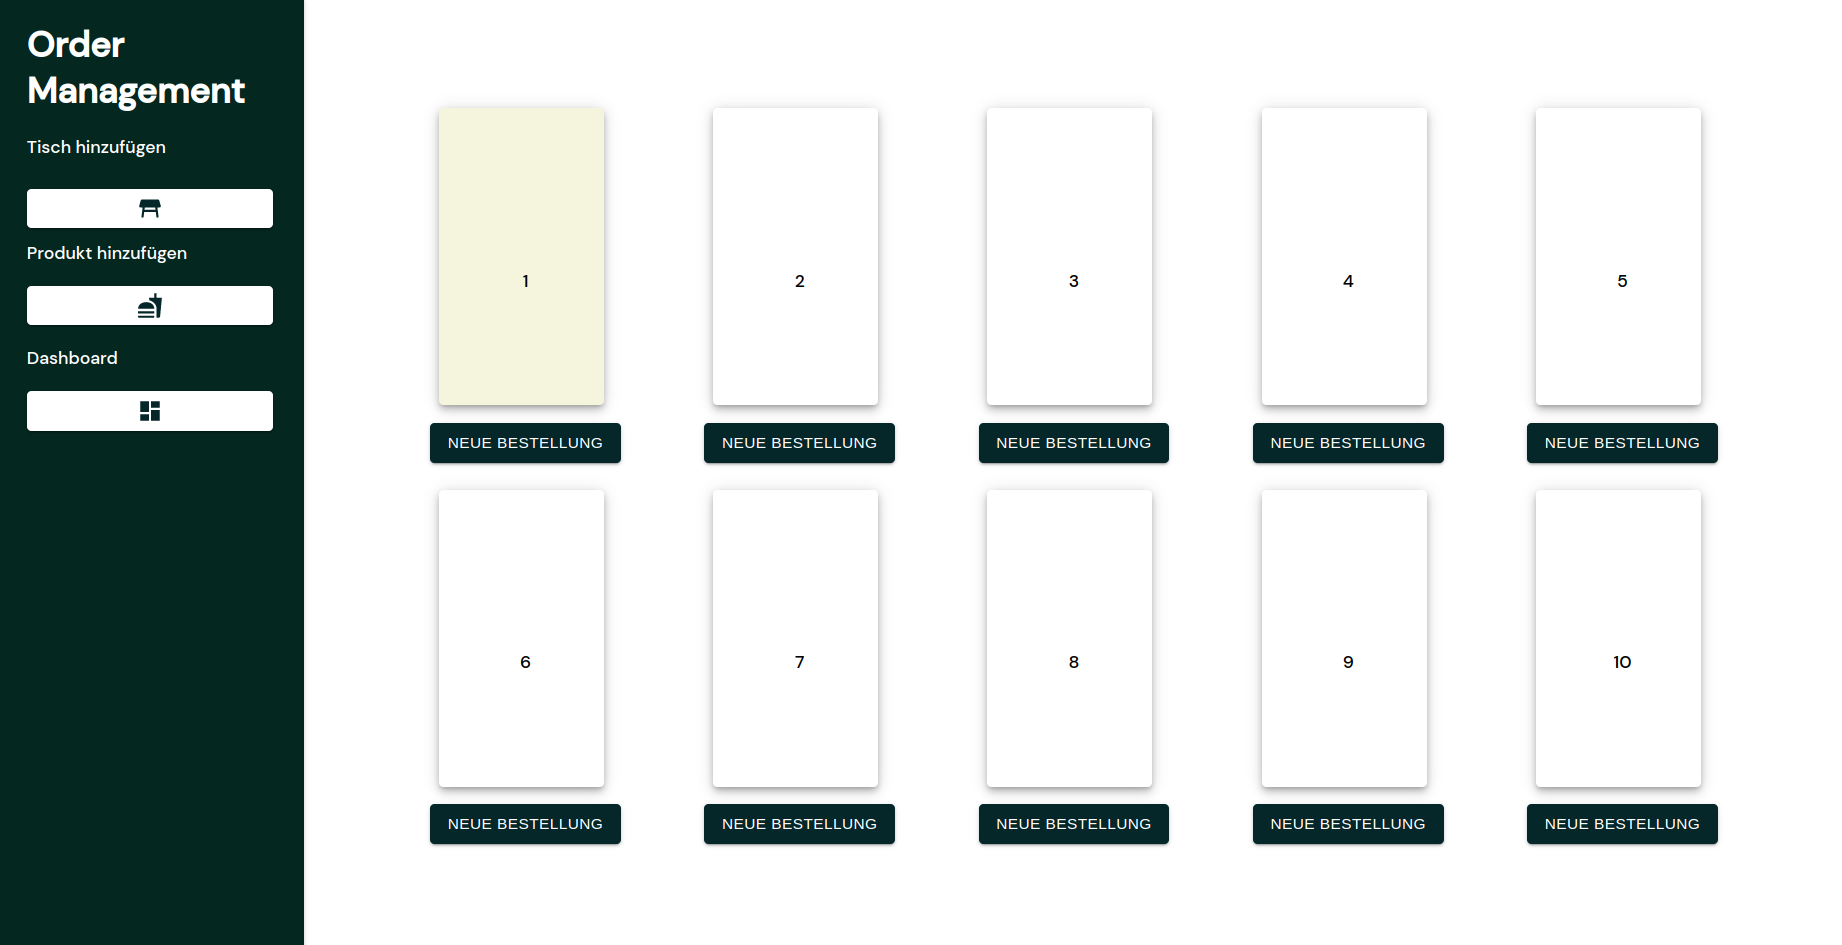 Order
Management
Tisch hinzufügen
Produkt hinzufügen
Dashboard
1
2
3
4
5
NEUE BESTELLUNG
NEUE BESTELLUNG
NEUE BESTELLUNG
NEUE BESTELLUNG
NEUE BESTELLUNG
6
7
8
9
10
NEUE BESTELLUNG
NEUE BESTELLUNG
NEUE BESTELLUNG
NEUE BESTELLUNG
NEUE BESTELLUNG